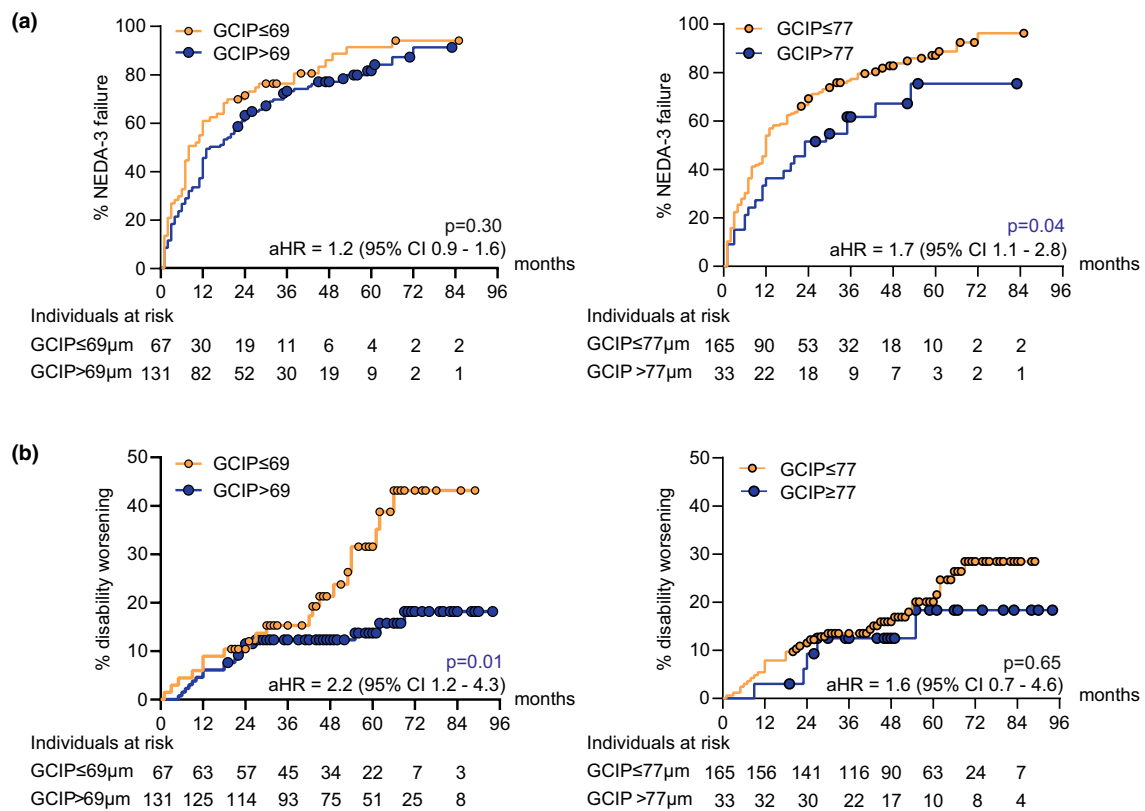 (a)
% NEDA-3 failure
100
80
60
40
20
0
GCIP≤69
GCIP>69
p=0.30
aHR = 1.2 (95% CI 0.9 - 1.6)
0 12 24 36 48 60 72 84 96
months
Individuals at risk
GCIP≤69µm 67 30 19 11 6 4 2 2
GCIP>69µm 131 82 52 30 19 9 2 1
% NEDA-3 failure
100
80
60
40
20
0
GCIP≤77
GCIP>77
p=0.04
aHR = 1.7 (95% CI 1.1 - 2.8)
0 12 24 36 48 60 72 84 96
months
Individuals at risk
GCIP≤77µm 165 90 53 32 18 10 2 2
GCIP >77µm 33 22 18 9 7 3 2 1
(b)
% disability worsening
50
40
30
20
10
0
GCIP≤69
GCIP>69
p=0.01
aHR = 2.2 (95% CI 1.2 - 4.3)
0 12 24 36 48 60 72 84 96
months
Individuals at risk
GCIP≤69µm 67 63 57 45 34 22 7 3
GCIP>69µm 131 125 114 93 75 51 25 8
% disability worsening
50
40
30
20
10
0
GCIP≤77
GCIP≥77
p=0.65
aHR = 1.6 (95% CI 0.7 - 4.6)
0 12 24 36 48 60 72 84 96
months
Individuals at risk
GCIP≤77µm 165 156 141 116 90 63 24 7
GCIP >77µm 33 32 30 22 17 10 8 4